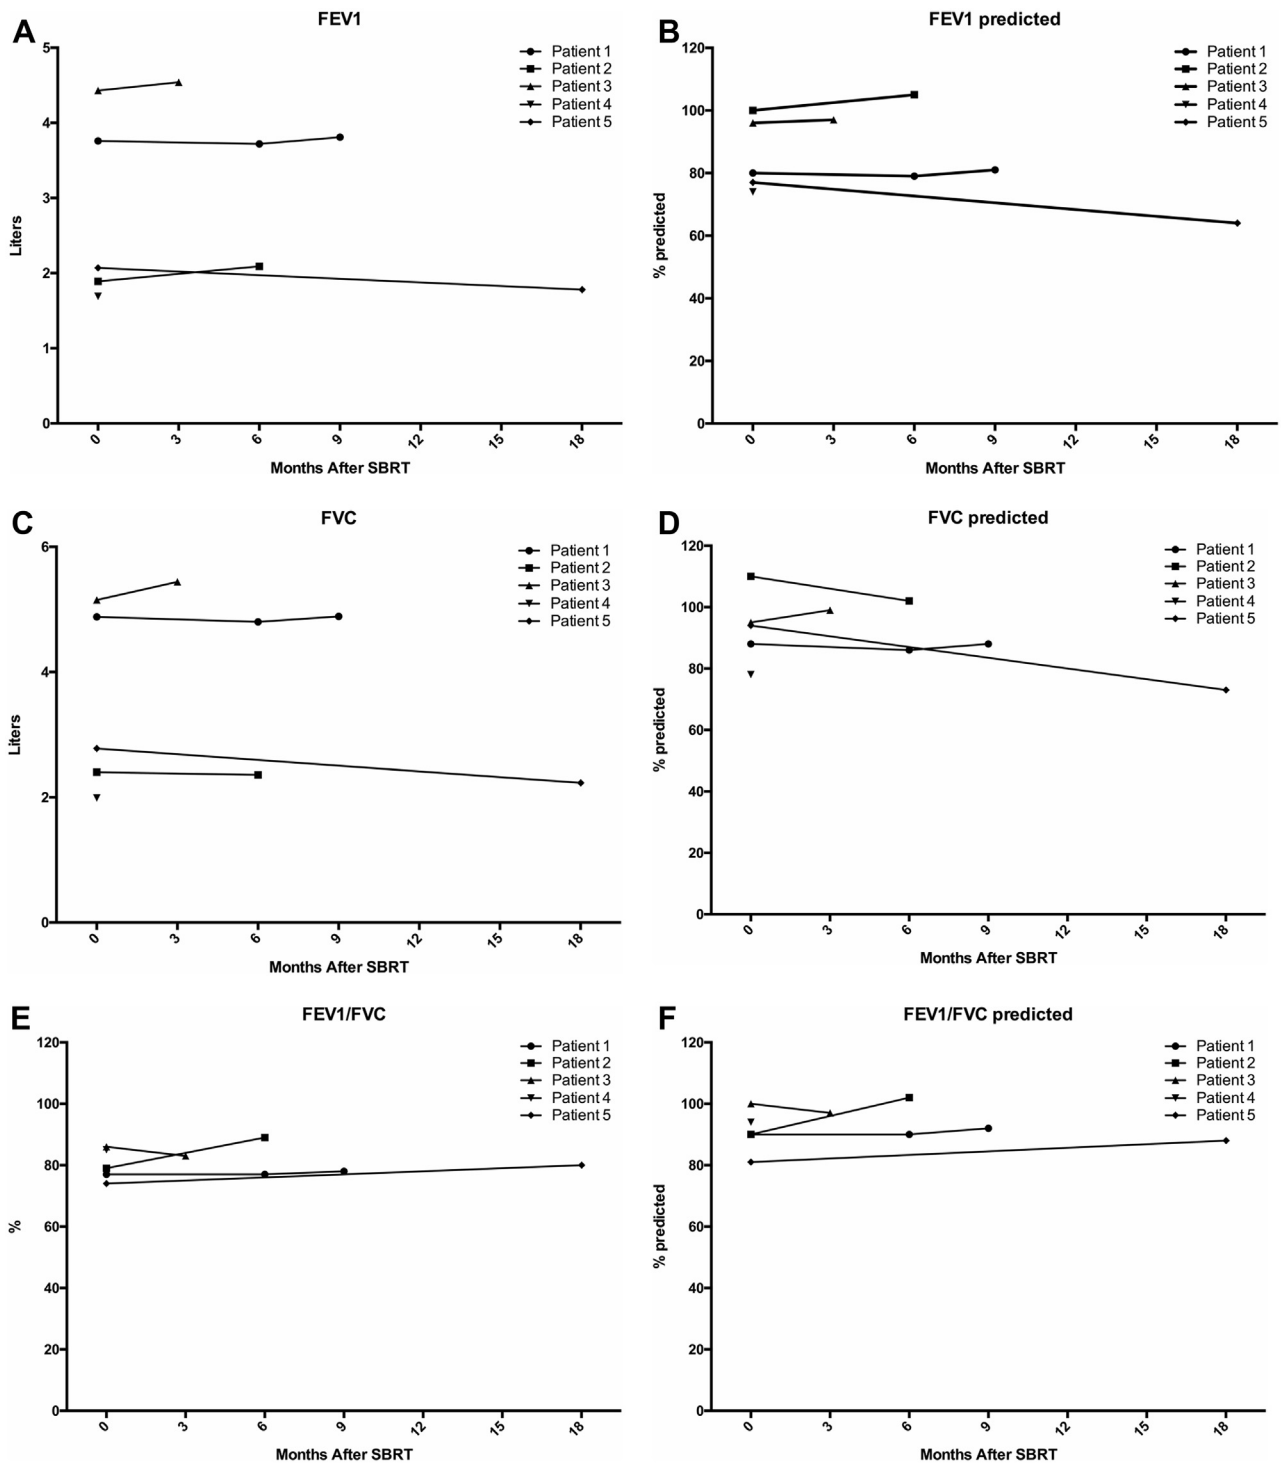 A
FEV1
5
4
3
2
1
0
Liters
0 3 6 9 12 15 18
Months After SBRT
Patient 1
Patient 2
Patient 3
Patient 4
Patient 5
B
FEV1 predicted
120
100
80
60
40
20
0
% predicted
0 3 6 9 12 15 18
Months After SBRT
Patient 1
Patient 2
Patient 3
Patient 4
Patient 5
C
FVC
6
4
2
0
Liters
0 3 6 9 12 15 18
Months After SBRT
Patient 1
Patient 2
Patient 3
Patient 4
Patient 5
D
FVC predicted
120
100
80
60
40
20
0
% predicted
0 3 6 9 12 15 18
Months After SBRT
Patient 1
Patient 2
Patient 3
Patient 4
Patient 5
E
FEV1/FVC
120
100
80
60
40
20
0
%
0 3 6 9 12 15 18
Months After SBRT
Patient 1
Patient 2
Patient 3
Patient 4
Patient 5
F
FEV1/FVC predicted
120
100
80
60
40
20
0
% predicted
0 3 6 9 12 15 18
Months After SBRT
Patient 1
Patient 2
Patient 3
Patient 4
Patient 5